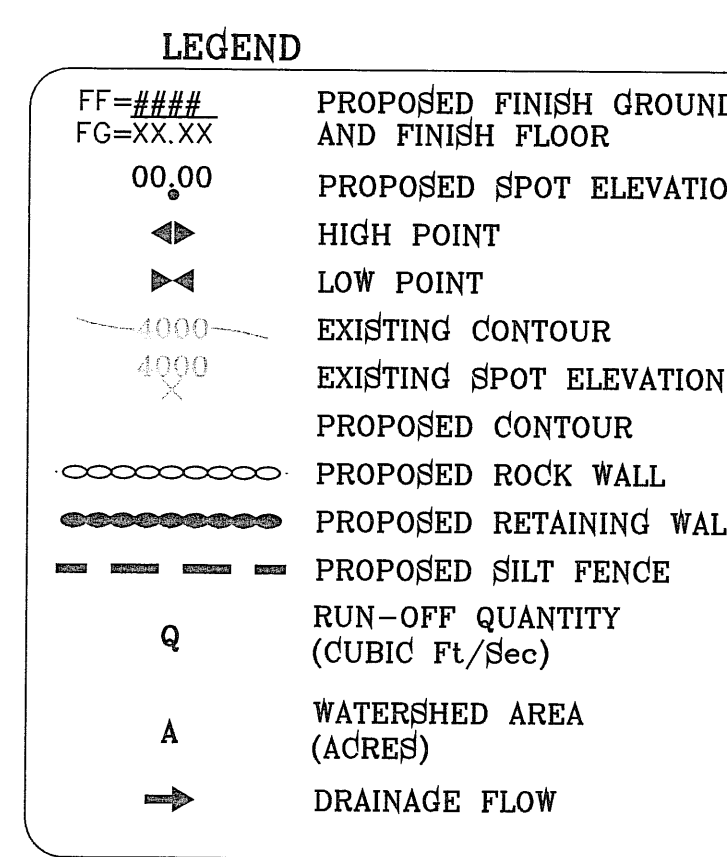 LEGEND
FF=#### PROPOSED FINISH GROUND
FG=XX.XX AND FINISH FLOOR
00.00 PROPOSED SPOT ELEVATIO
HIGH POINT
LOW POINT
4000 EXISTING CONTOUR
4000 EXISTING SPOT ELEVATION
PROPOSED CONTOUR
PROPOSED ROCK WALL
PROPOSED RETAINING WAL
PROPOSED SILT FENCE
Q RUN-OFF QUANTITY
(CUBIC Ft/Sec)
A WATERSHED AREA
(ACRES)
DRAINAGE FLOW